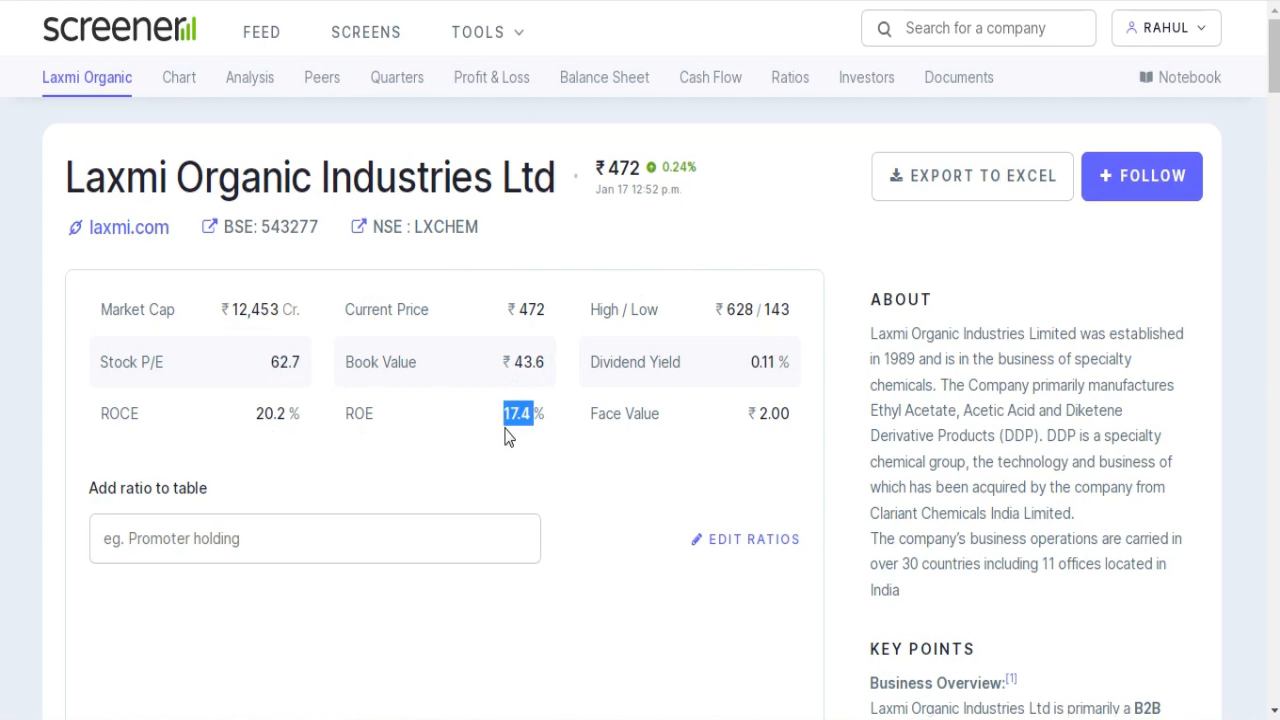 screener
FEED SCREENS TOOLS
Search for a company
RAHUL
Laxmi Organic Chart Analysis Peers Quarters Profit & Loss Balance Sheet Cash Flow Ratios Investors Documents Notebook
Laxmi Organic Industries Ltd
₹ 472 0.24%
Jan 17 12:52 p.m.
EXPORT TO EXCEL
+ FOLLOW
laxmi.com BSE: 543277 NSE : LXCHEM
Market Cap ₹ 12,453 Cr. Current Price ₹ 472 High / Low ₹ 628 / 143
Stock P/E 62.7 Book Value ₹ 43.6 Dividend Yield 0.11 %
ROCE 20.2 % ROE 17.4 % Face Value ₹ 2.00
Add ratio to table
eg. Promoter holding
EDIT RATIOS
ABOUT
Laxmi Organic Industries Limited was established
in 1989 and is in the business of specialty
chemicals. The Company primarily manufactures
Ethyl Acetate, Acetic Acid and Diketene
Derivative Products (DDP). DDP is a specialty
chemical group, the technology and business of
which has been acquired by the company from
Clariant Chemicals India Limited.
The company's business operations are carried in
over 30 countries including 11 offices located in
India
KEY POINTS
Business Overview:[1]
Laxmi Organic Industries Ltd is primarily a B2B